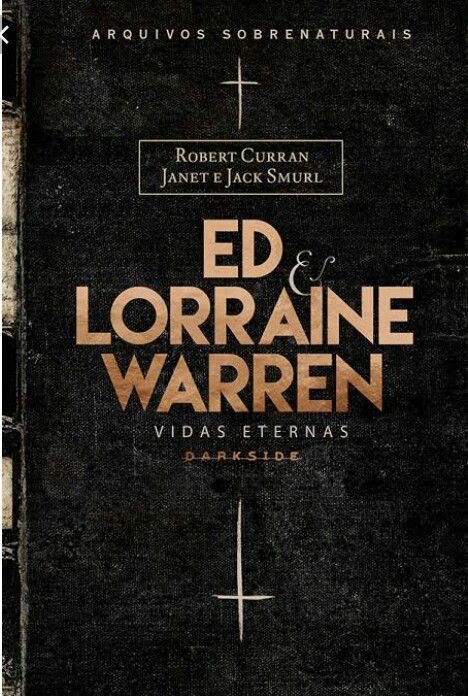 ARQUIVOS SOBRENATURAIS
ROBERT CURRAN
JANET E JACK SMURL
ED &
LORRAINE
WARREN
VIDAS ETERNAS
DARKSIDE